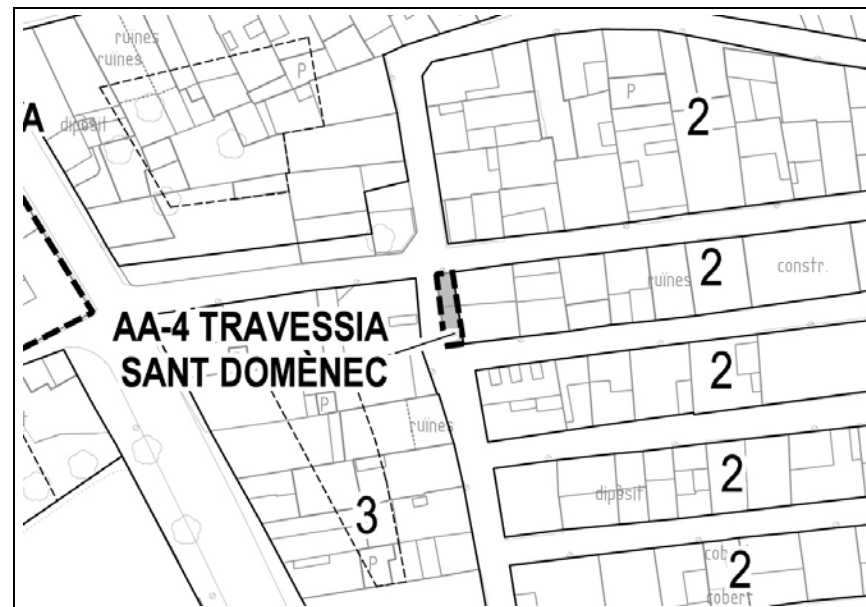 ruïnes
ruïnes
P
A
dipòsit
P
2
2
ruïnes
constr.
AA-4 TRAVESSIA
SANT DOMÈNEC
2
P
ruïnes
2
dipòsit
3
P
cob
2
cobert